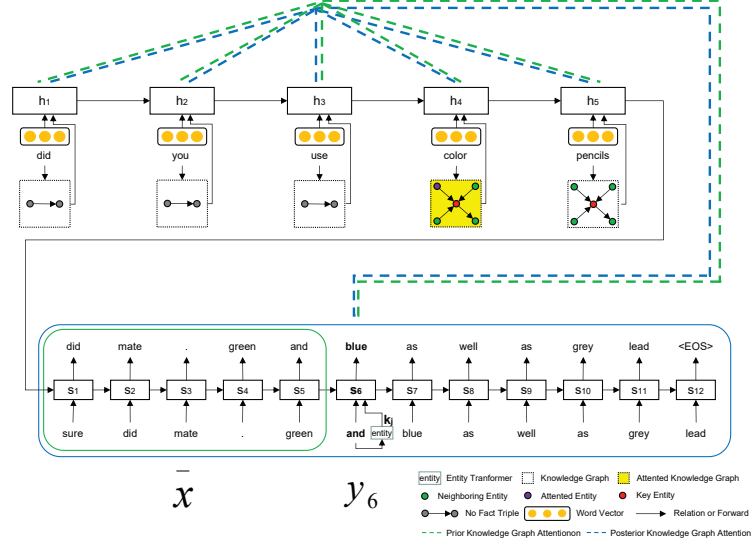 h1 h2 h3 h4 h5
did you use color pencils
did mate . green and blue as well as grey lead <EOS>
s1 s2 s3 s4 s5 s6 s7 s8 s9 s10 s11 s12
kj
sure did mate . green and entity blue as well as grey lead
x y6
entity Entity Tranformer Knowledge Graph Attented Knowledge Graph
Neighboring Entity Attented Entity Key Entity
No Fact Triple Word Vector Relation or Forward
Prior Knowledge Graph Attentionon Posterior Knowledge Graph Attention